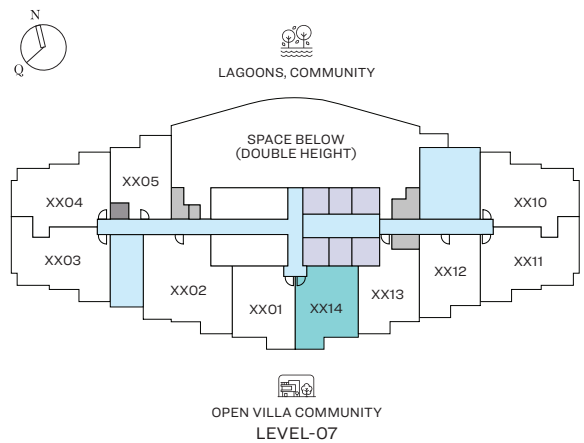 N
Q
LAGOONS, COMMUNITY
SPACE BELOW
(DOUBLE HEIGHT)
XX05
XX04
XX10
XX03
XX02
XX01
XX14
XX13
XX12
XX11
OPEN VILLA COMMUNITY
LEVEL-07